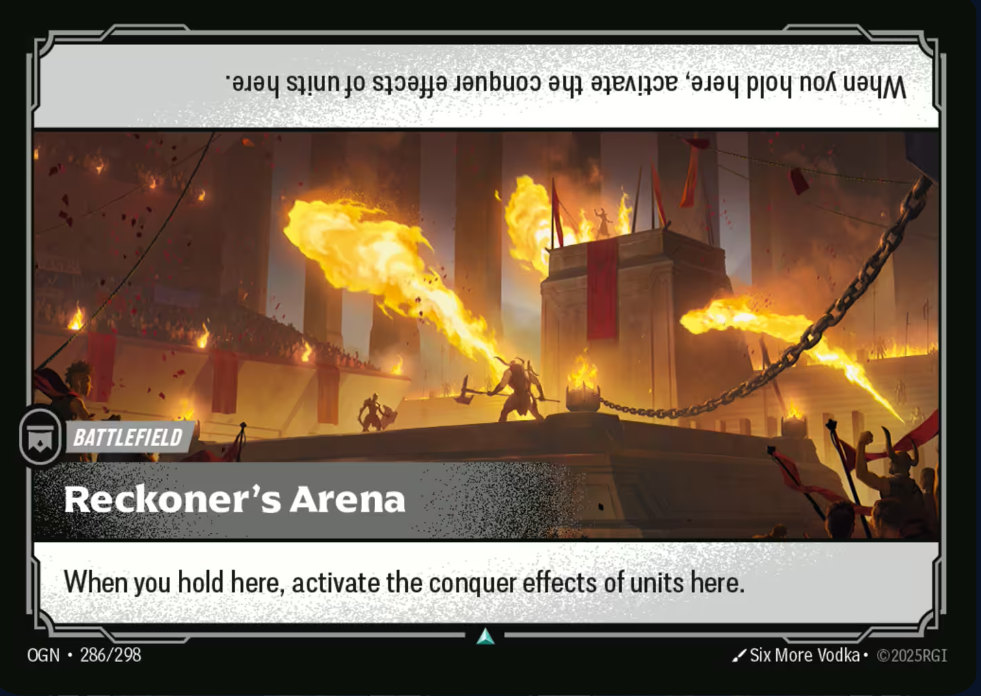 When you hold here, activate the conquer effects of units here.
BATTLEFIELD
Reckoner's Arena
When you hold here, activate the conquer effects of units here.
OGN • 286/298
Six More Vodka • ©2025RGI